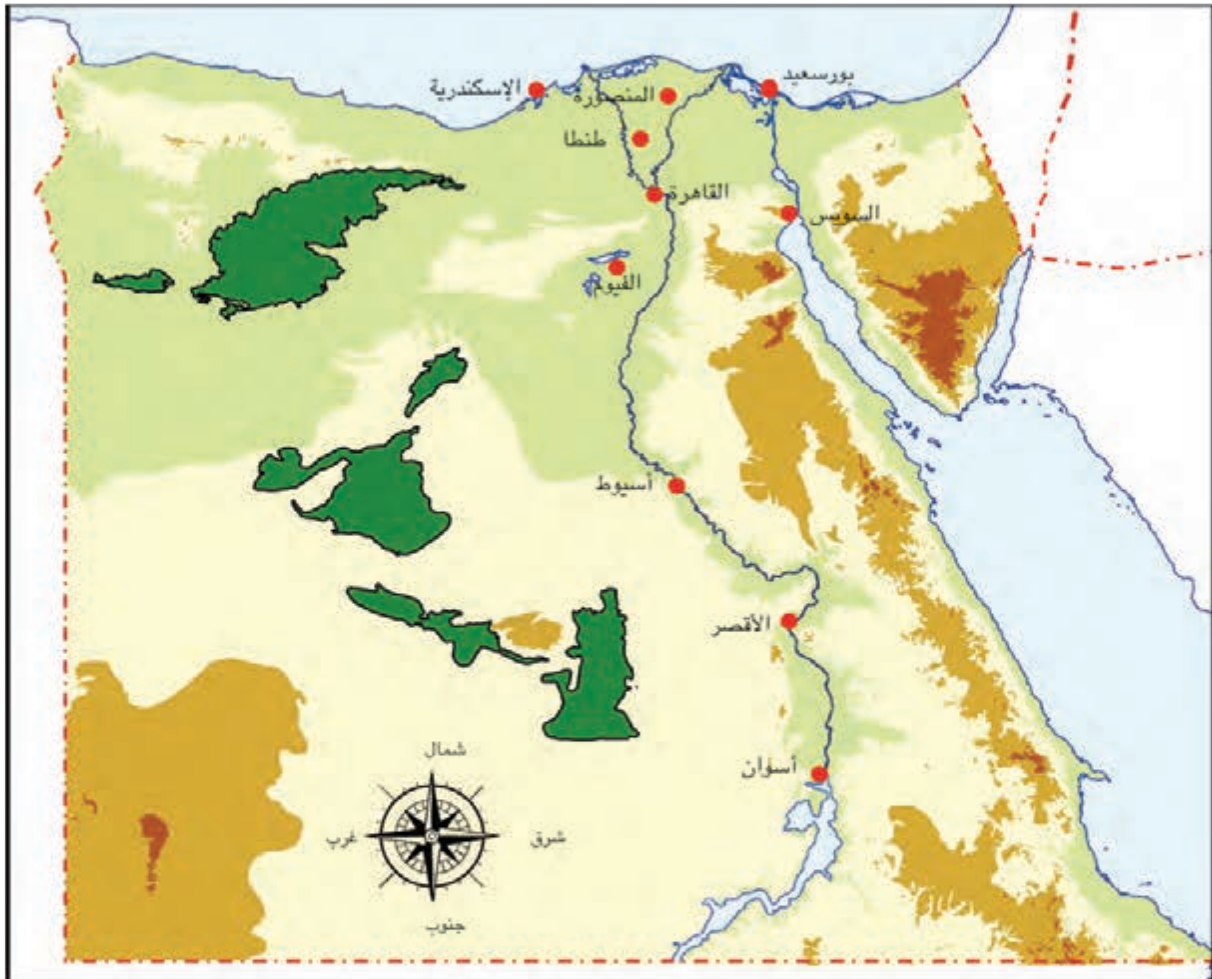 بورسعيد
الإسكندرية
المنصورة
طنطا
القاهرة
السويس
الفيوم
أسيوط
الأقصر
أسوان
شمال
شرق
غرب
جنوب